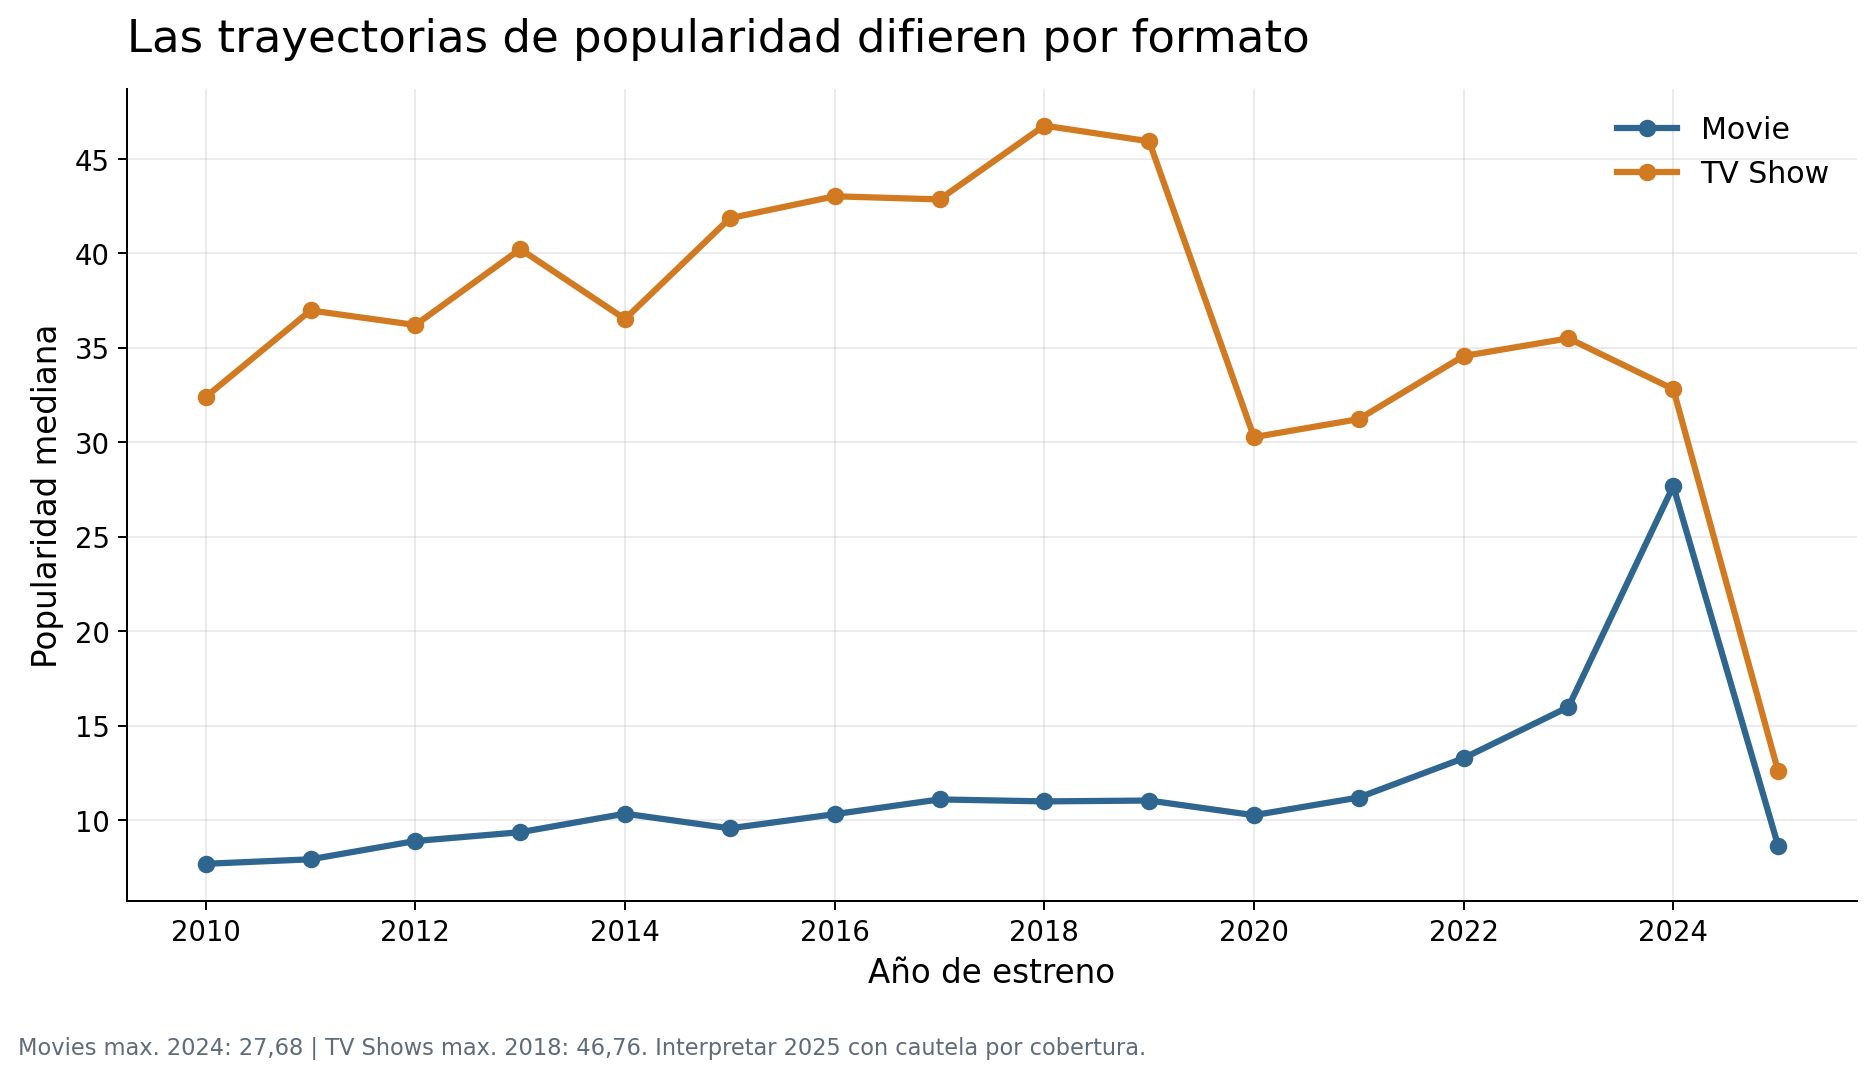 Las trayectorias de popularidad difieren por formato
Movie
TV Show
Popularidad mediana
45
40
35
30
25
20
15
10
2010 2012 2014 2016 2018 2020 2022 2024
Año de estreno
Movies max. 2024: 27,68 | TV Shows max. 2018: 46,76. Interpretar 2025 con cautela por cobertura.